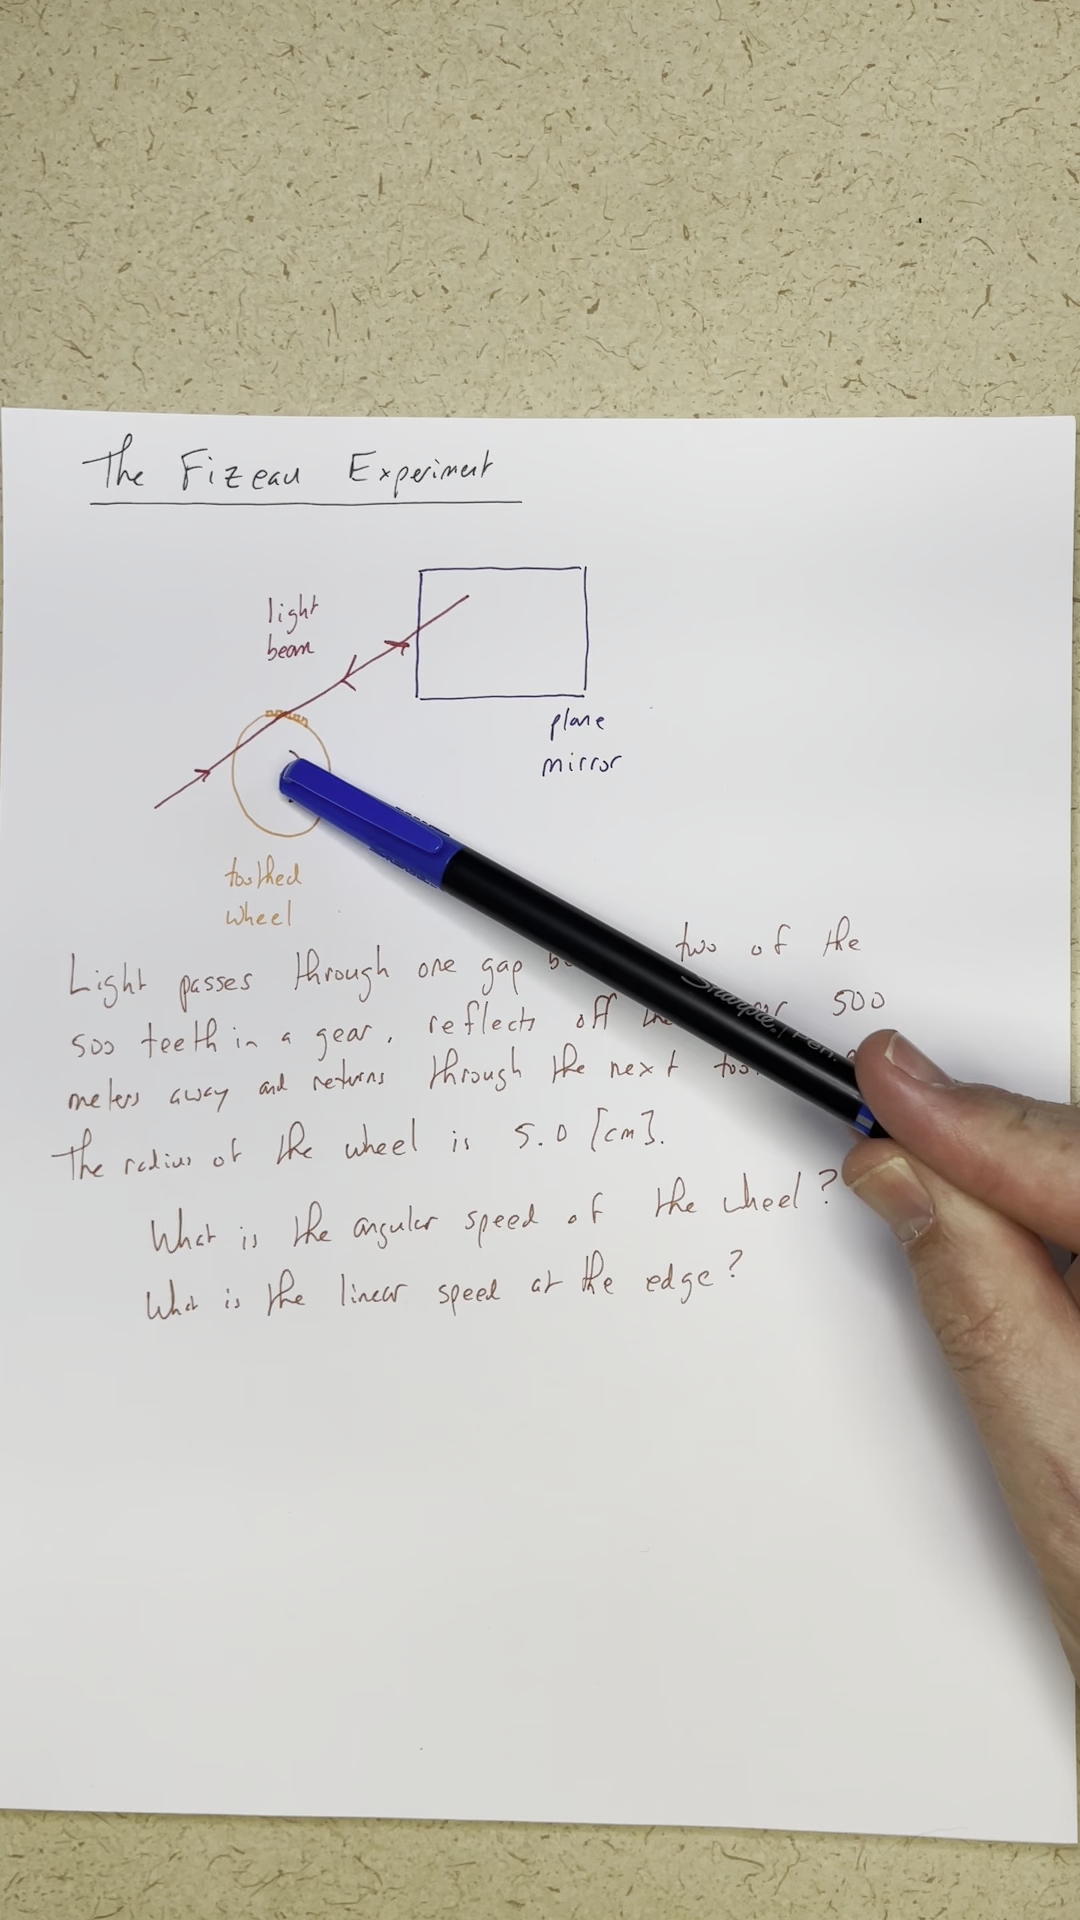 The Fizeau Experiment
light
beam
plane
mirror
toothed
wheel
Light passes through one gap two of the
500 teeth in a gear, reflects off 500
meters away and returns through the next
The radius of the wheel is 5.0 [cm].
What is the angular speed of the wheel?
What is the linear speed at the edge?
Sharpie. Pen.